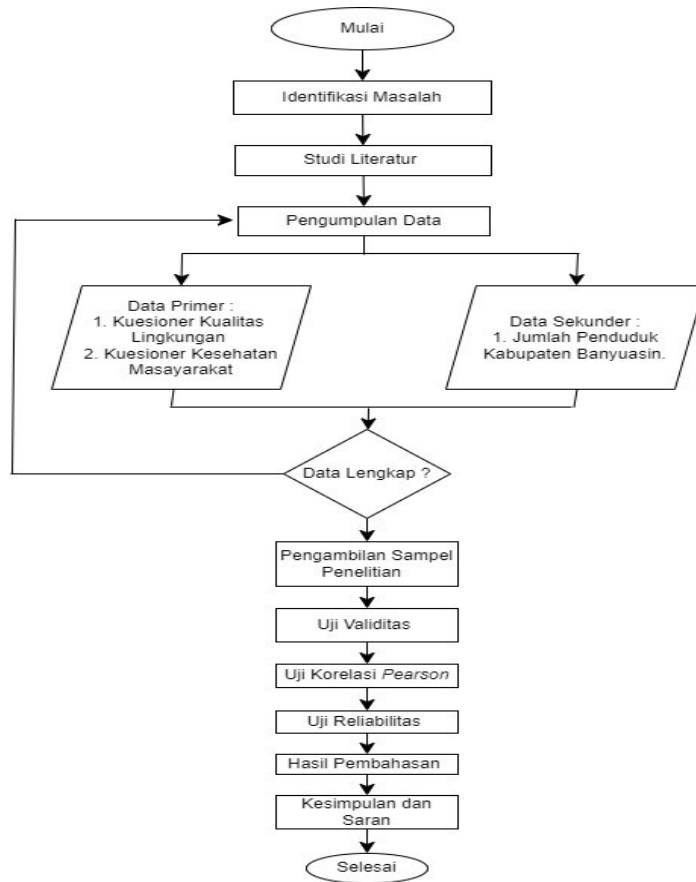 Mulai
Identifikasi Masalah
Studi Literatur
Pengumpulan Data
Data Primer :
1. Kuesioner Kualitas
Lingkungan
2. Kuesioner Kesehatan
Masayarakat
Data Sekunder :
1. Jumlah Penduduk
Kabupaten Banyuasin.
Data Lengkap ?
Pengambilan Sampel
Penelitian
Uji Validitas
Uji Korelasi Pearson
Uji Reliabilitas
Hasil Pembahasan
Kesimpulan dan
Saran
Selesai